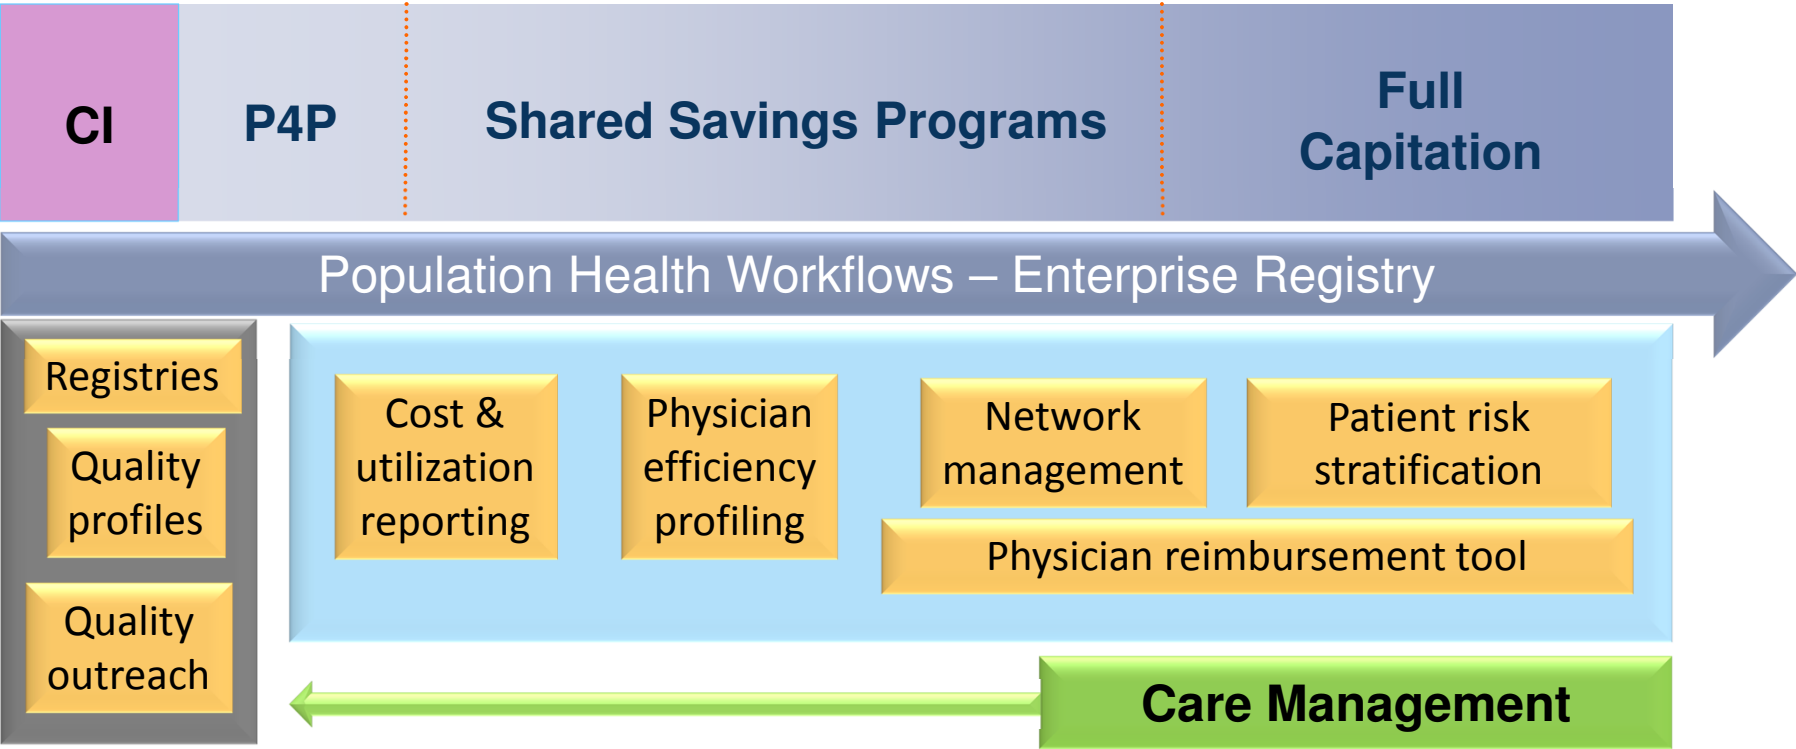 CI
P4P
Shared Savings Programs
Full
Capitation
Population Health Workflows – Enterprise Registry
Registries
Quality
profiles
Quality
outreach
Cost &
utilization
reporting
Physician
efficiency
profiling
Network
management
Patient risk
stratification
Physician reimbursement tool
Care Management